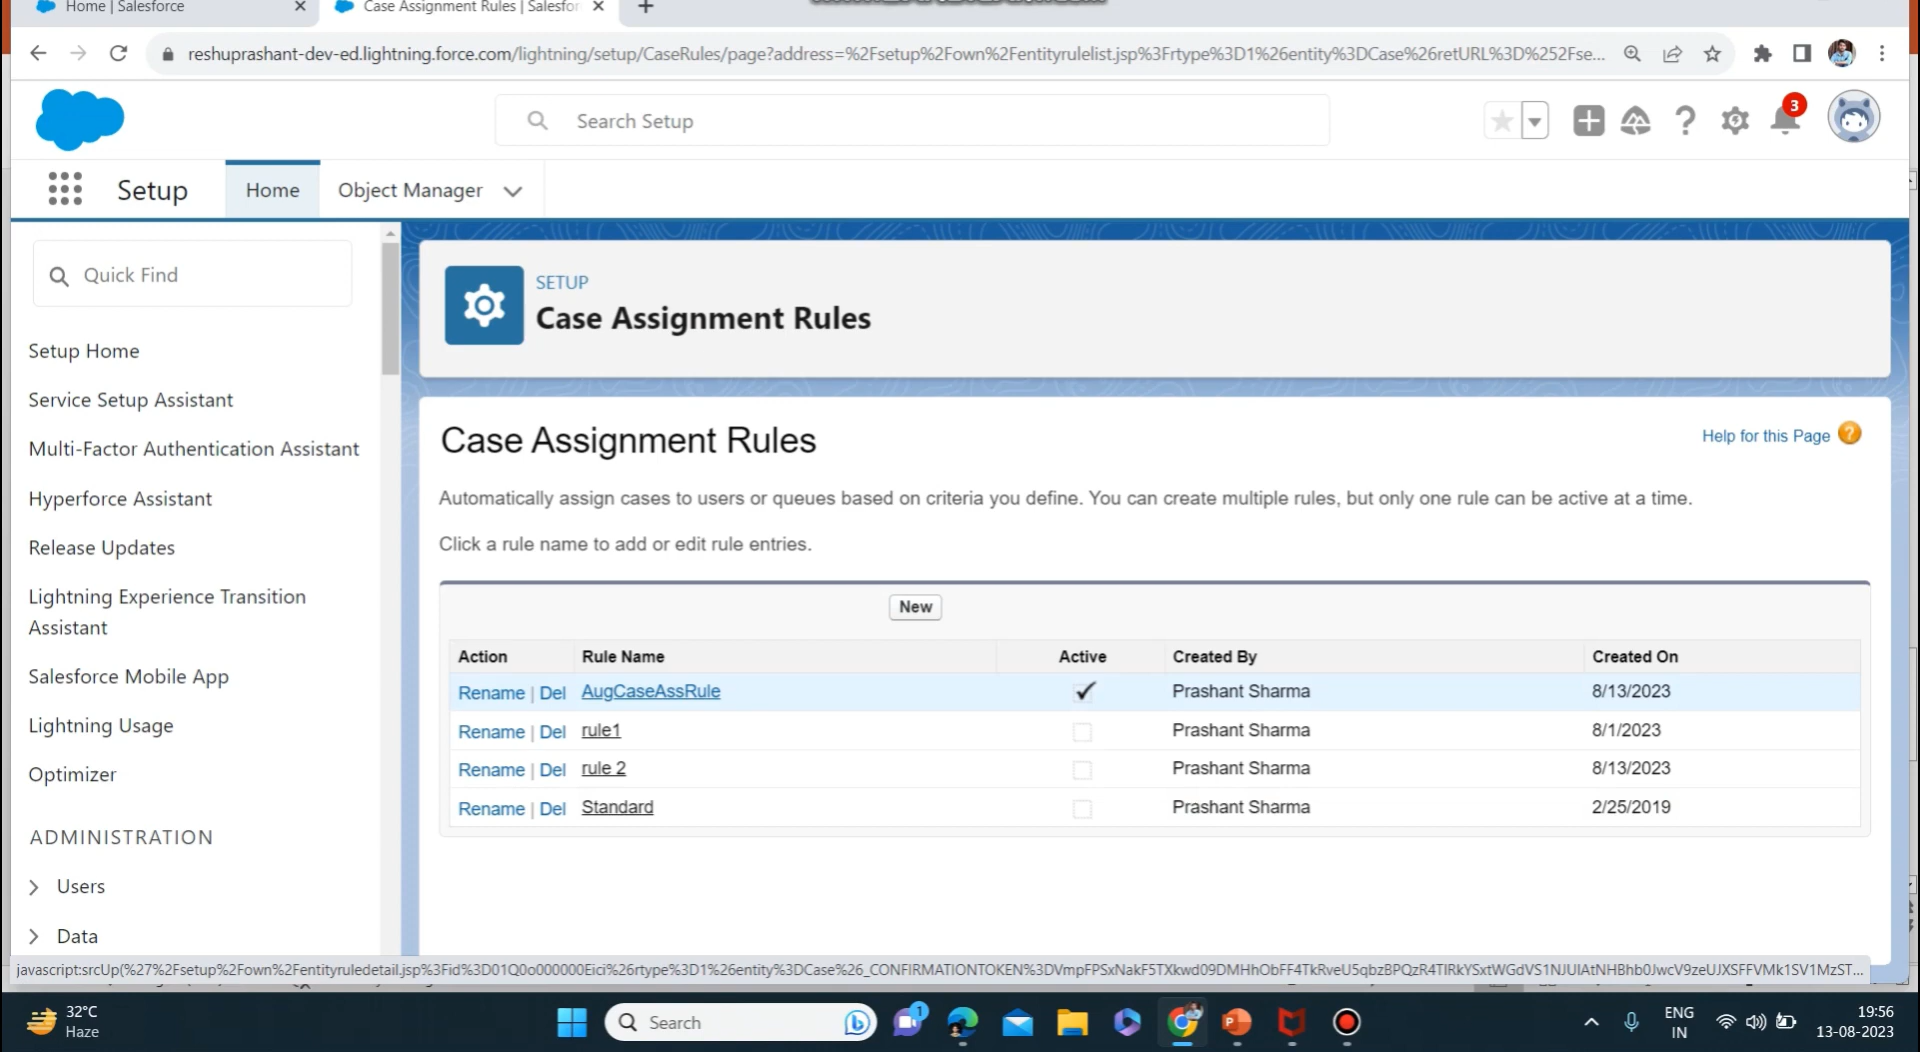 Home | Salesforce
Case Assignment Rules | Salesfor
reshuprashant-dev-ed.lightning.force.com/lightning/setup/CaseRules/page?address=%2Fsetup%2Fown%2Fentityrulelist.jsp%3Frtype%3D1%26entity%3DCase%26retURL%3D%252Fse...
Search Setup
3
Setup
Home
Object Manager
Quick Find
Setup Home
Service Setup Assistant
Multi-Factor Authentication Assistant
Hyperforce Assistant
Release Updates
Lightning Experience Transition
Assistant
Salesforce Mobile App
Lightning Usage
Optimizer
ADMINISTRATION
Users
Data
SETUP
Case Assignment Rules
Case Assignment Rules
Help for this Page ?
Automatically assign cases to users or queues based on criteria you define. You can create multiple rules, but only one rule can be active at a time.
Click a rule name to add or edit rule entries.
New
Action Rule Name Active Created By Created On
Rename | Del AugCaseAssRule ✓ Prashant Sharma 8/13/2023
Rename | Del rule1 Prashant Sharma 8/1/2023
Rename | Del rule 2 Prashant Sharma 8/13/2023
Rename | Del Standard Prashant Sharma 2/25/2019
32°C
Haze
Search
1
ENG
IN
19:56
13-08-2023